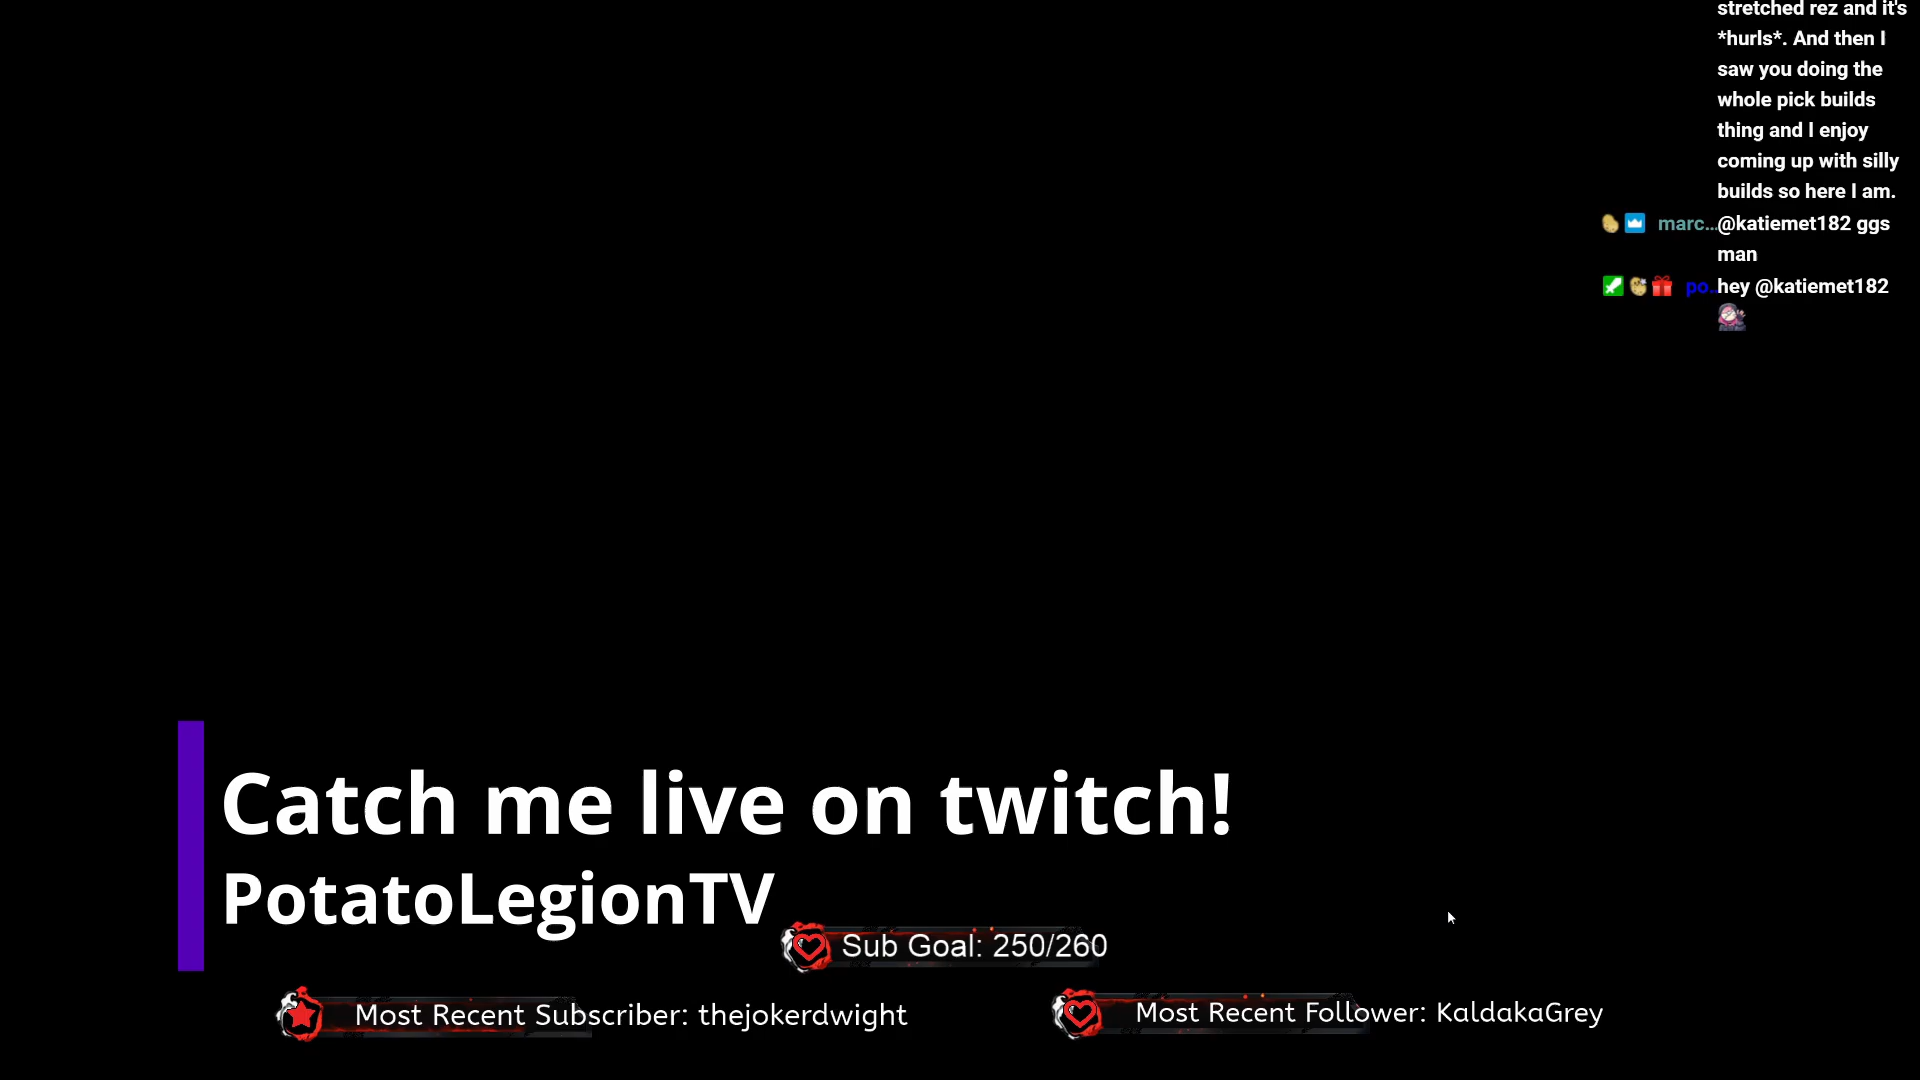 stretched rez and it's
*hurls*. And then I
saw you doing the
whole pick builds
thing and I enjoy
coming up with silly
builds so here I am.
marc... @katiemet182 ggs
man
po.. hey @katiemet182
Catch me live on twitch!
PotatoLegionTV
Sub Goal: 250/260
Most Recent Subscriber: thejokerdwight
Most Recent Follower: KaldakaGrey